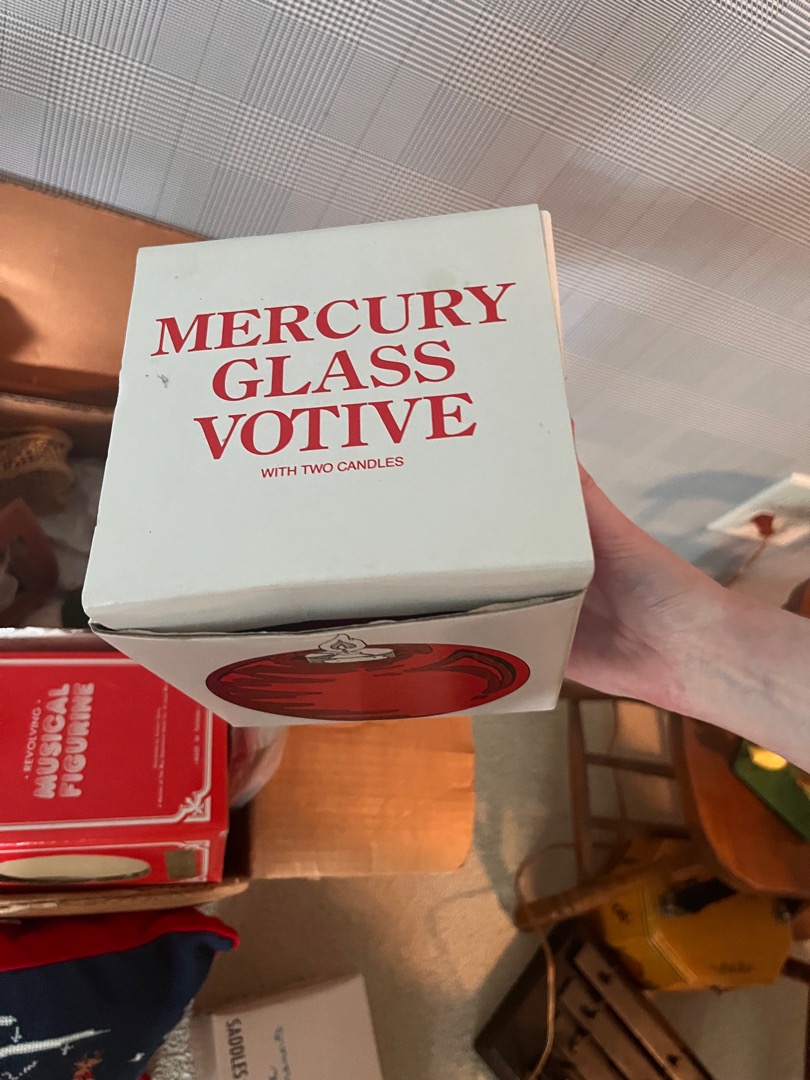 MERCURY
GLASS
VOTIVE
WITH TWO CANDLES
· REVOLVING ·
MUSICAL
FIGURINE
SADDLES